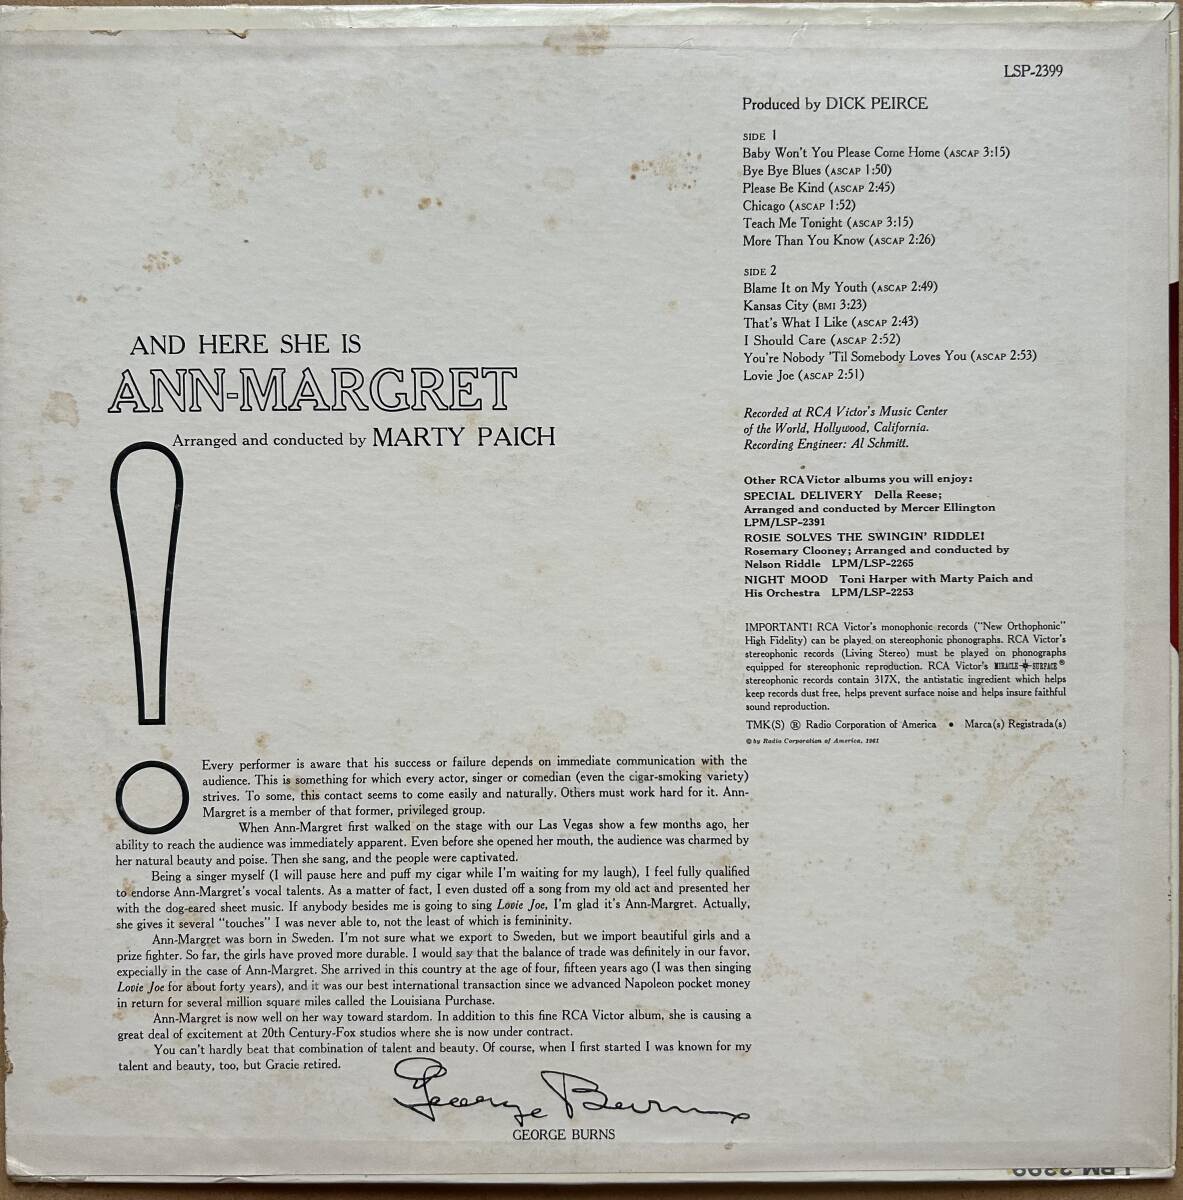 LSP-2399
Produced by DICK PEIRCE
SIDE 1
Baby Won't You Please Come Home (ASCAP 3:15)
Bye Bye Blues (ASCAP 1:50)
Please Be Kind (ASCAP 2:45)
Chicago (ASCAP 1:52)
Teach Me Tonight (ASCAP 3:15)
More Than You Know (ASCAP 2:26)
SIDE 2
Blame It on My Youth (ASCAP 2:49)
Kansas City (BMI 3:23)
That's What I Like (ASCAP 2:43)
I Should Care (ASCAP 2:52)
You're Nobody 'Til Somebody Loves You (ASCAP 2:53)
Lovie Joe (ASCAP 2:51)
Recorded at RCA Victor's Music Center
of the World, Hollywood, California.
Recording Engineer: Al Schmitt.
Other RCA Victor albums you will enjoy:
SPECIAL DELIVERY Della Reese;
Arranged and conducted by Mercer Ellington
LPM/LSP-2391
ROSIE SOLVES THE SWINGIN' RIDDLE!
Rosemary Clooney; Arranged and conducted by
Nelson Riddle LPM/LSP-2265
NIGHT MOOD Toni Harper with Marty Paich and
His Orchestra LPM/LSP-2253
IMPORTANT! RCA Victor's monophonic records ("New Orthophonic"
High Fidelity) can be played on stereophonic phonographs. RCA Victor's
stereophonic records (Living Stereo) must be played on phonographs
equipped for stereophonic reproduction. RCA Victor's MIRACLE SURFACE®
stereophonic records contain 317X, the antistatic ingredient which helps
keep records dust free, helps prevent surface noise and helps insure faithful
sound reproduction.
TMK(S) ® Radio Corporation of America • Marca(s) Registrada(s)
© by Radio Corporation of America, 1961
AND HERE SHE IS
ANN-MARGRET
Arranged and conducted by MARTY PAICH
!
Every performer is aware that his success or failure depends on immediate communication with the
audience. This is something for which every actor, singer or comedian (even the cigar-smoking variety)
strives. To some, this contact seems to come easily and naturally. Others must work hard for it. Ann-
Margret is a member of that former, privileged group.
When Ann-Margret first walked on the stage with our Las Vegas show a few months ago, her
ability to reach the audience was immediately apparent. Even before she opened her mouth, the audience was charmed by
her natural beauty and poise. Then she sang, and the people were captivated.
Being a singer myself (I will pause here and puff my cigar while I'm waiting for my laugh), I feel fully qualified
to endorse Ann-Margret's vocal talents. As a matter of fact, I even dusted off a song from my old act and presented her
with the dog-eared sheet music. If anybody besides me is going to sing Lovie Joe, I'm glad it's Ann-Margret. Actually,
she gives it several "touches" I was never able to, not the least of which is femininity.
Ann-Margret was born in Sweden. I'm not sure what we export to Sweden, but we import beautiful girls and a
prize fighter. So far, the girls have proved more durable. I would say that the balance of trade was definitely in our favor,
expecially in the case of Ann-Margret. She arrived in this country at the age of four, fifteen years ago (I was then singing
Lovie Joe for about forty years), and it was our best international transaction since we advanced Napoleon pocket money
in return for several million square miles called the Louisiana Purchase.
Ann-Margret is now well on her way toward stardom. In addition to this fine RCA Victor album, she is causing a
great deal of excitement at 20th Century-Fox studios where she is now under contract.
You can't hardly beat that combination of talent and beauty. Of course, when I first started I was known for my
talent and beauty, too, but Gracie retired.
George Burns
GEORGE BURNS